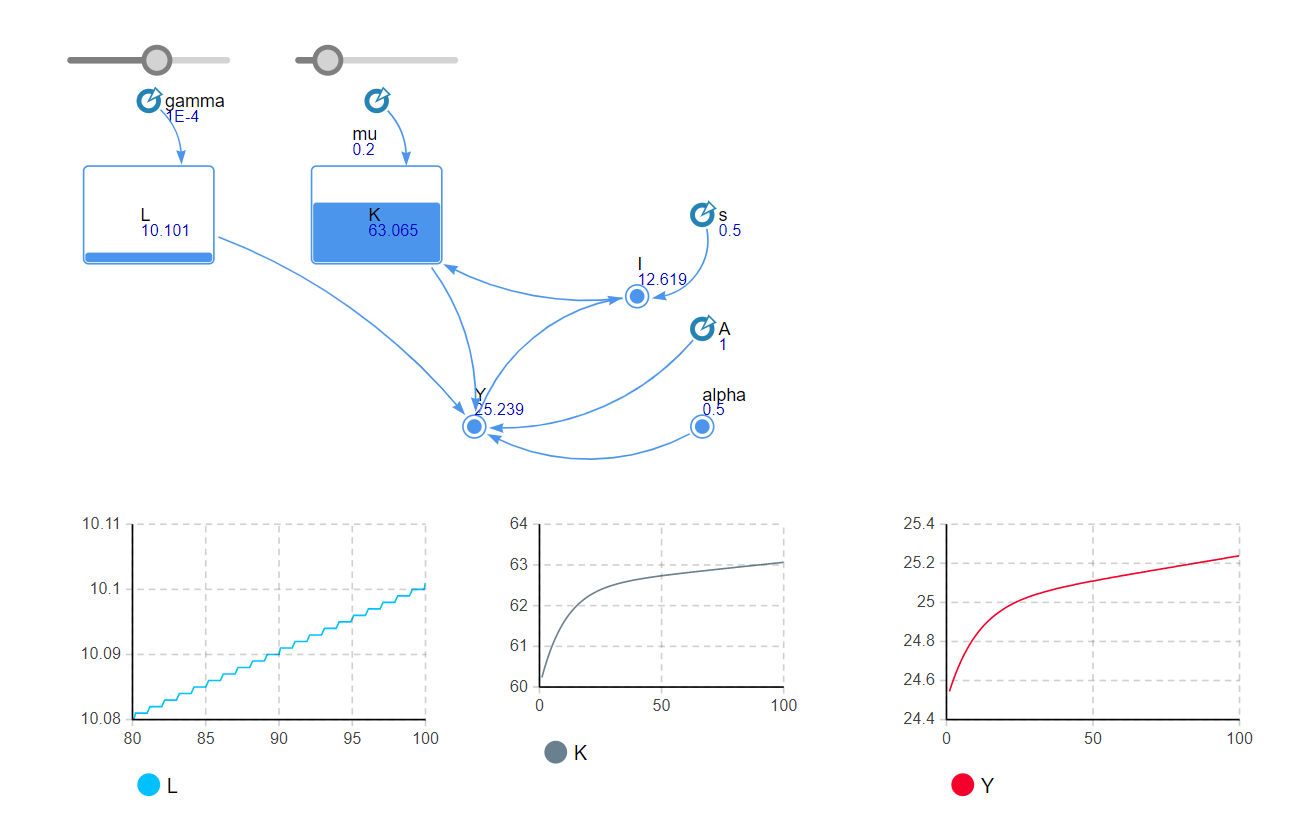 gamma
1E-4
mu
0.2
L
10.101
K
63.065
s
0.5
I
12.619
A
1
Y
25.239
alpha
0.5
10.11
10.1
10.09
10.08
80 85 90 95 100
L
64
63
62
61
60
0 50 100
K
25.4
25.2
25
24.8
24.6
24.4
0 50 100
Y